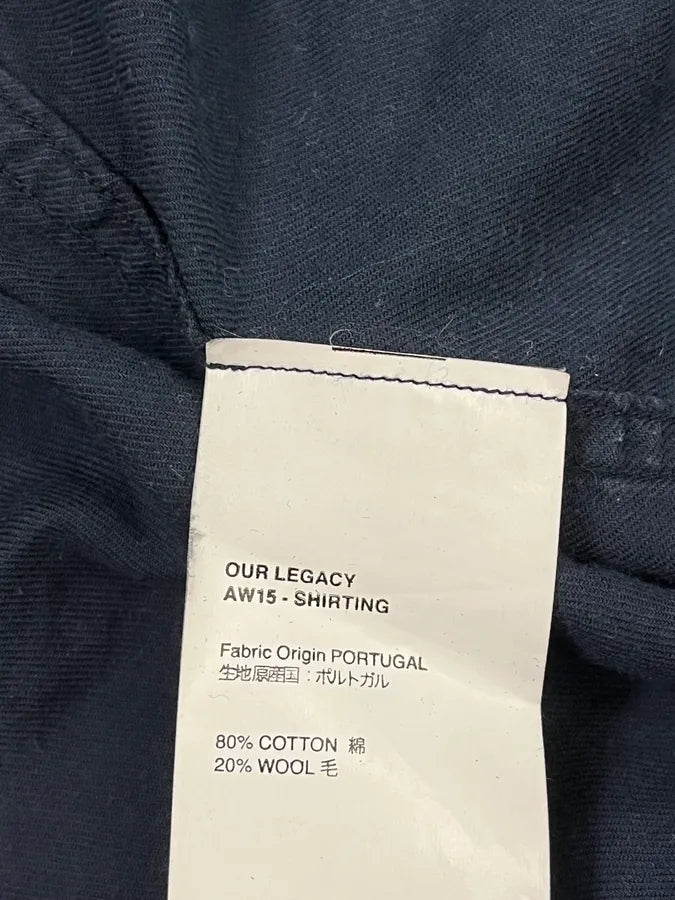 OUR LEGACY
AW15 - SHIRTING
Fabric Origin PORTUGAL
生地原産国：ポルトガル
80% COTTON 綿
20% WOOL 毛